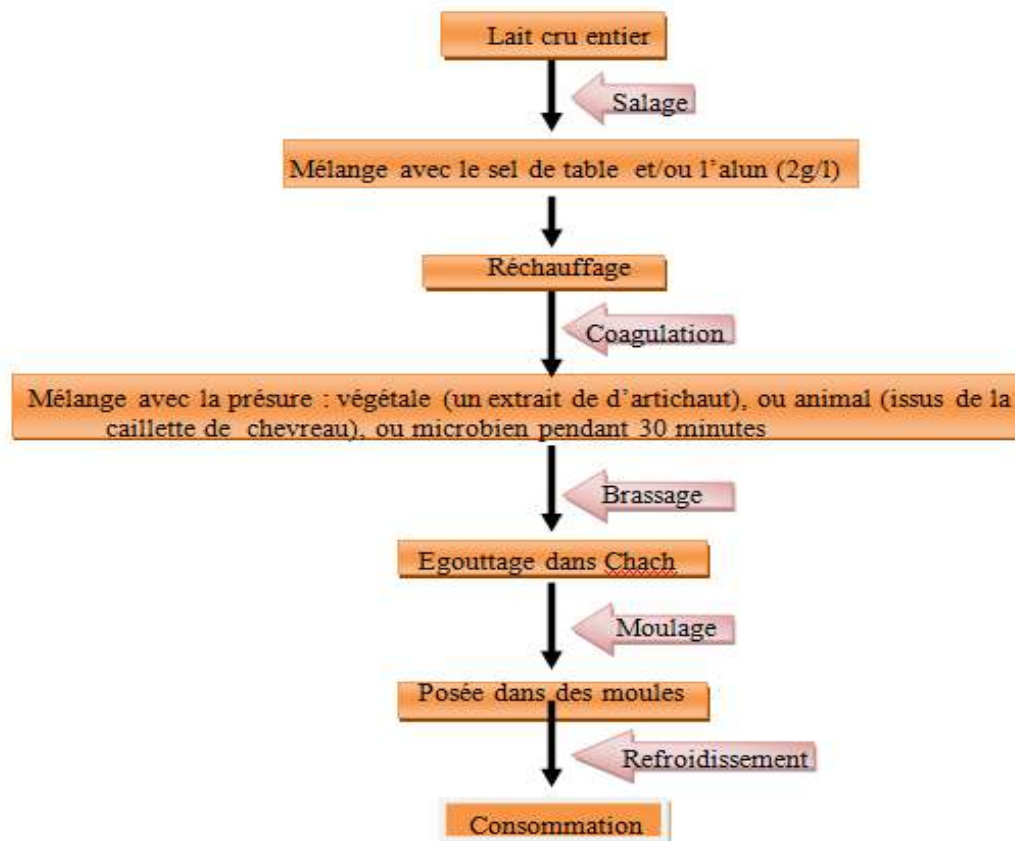 Lait cru entier
Salage
Mélange avec le sel de table et/ou l’alun (2g/l)
Réchauffage
Coagulation
Mélange avec la présure : végétale (un extrait de d’artichaut), ou animal (issus de la
caillette de chevreau), ou microbien pendant 30 minutes
Brassage
Egouttage dans Chach
Moulage
Posée dans des moules
Refroidissement
Consommation